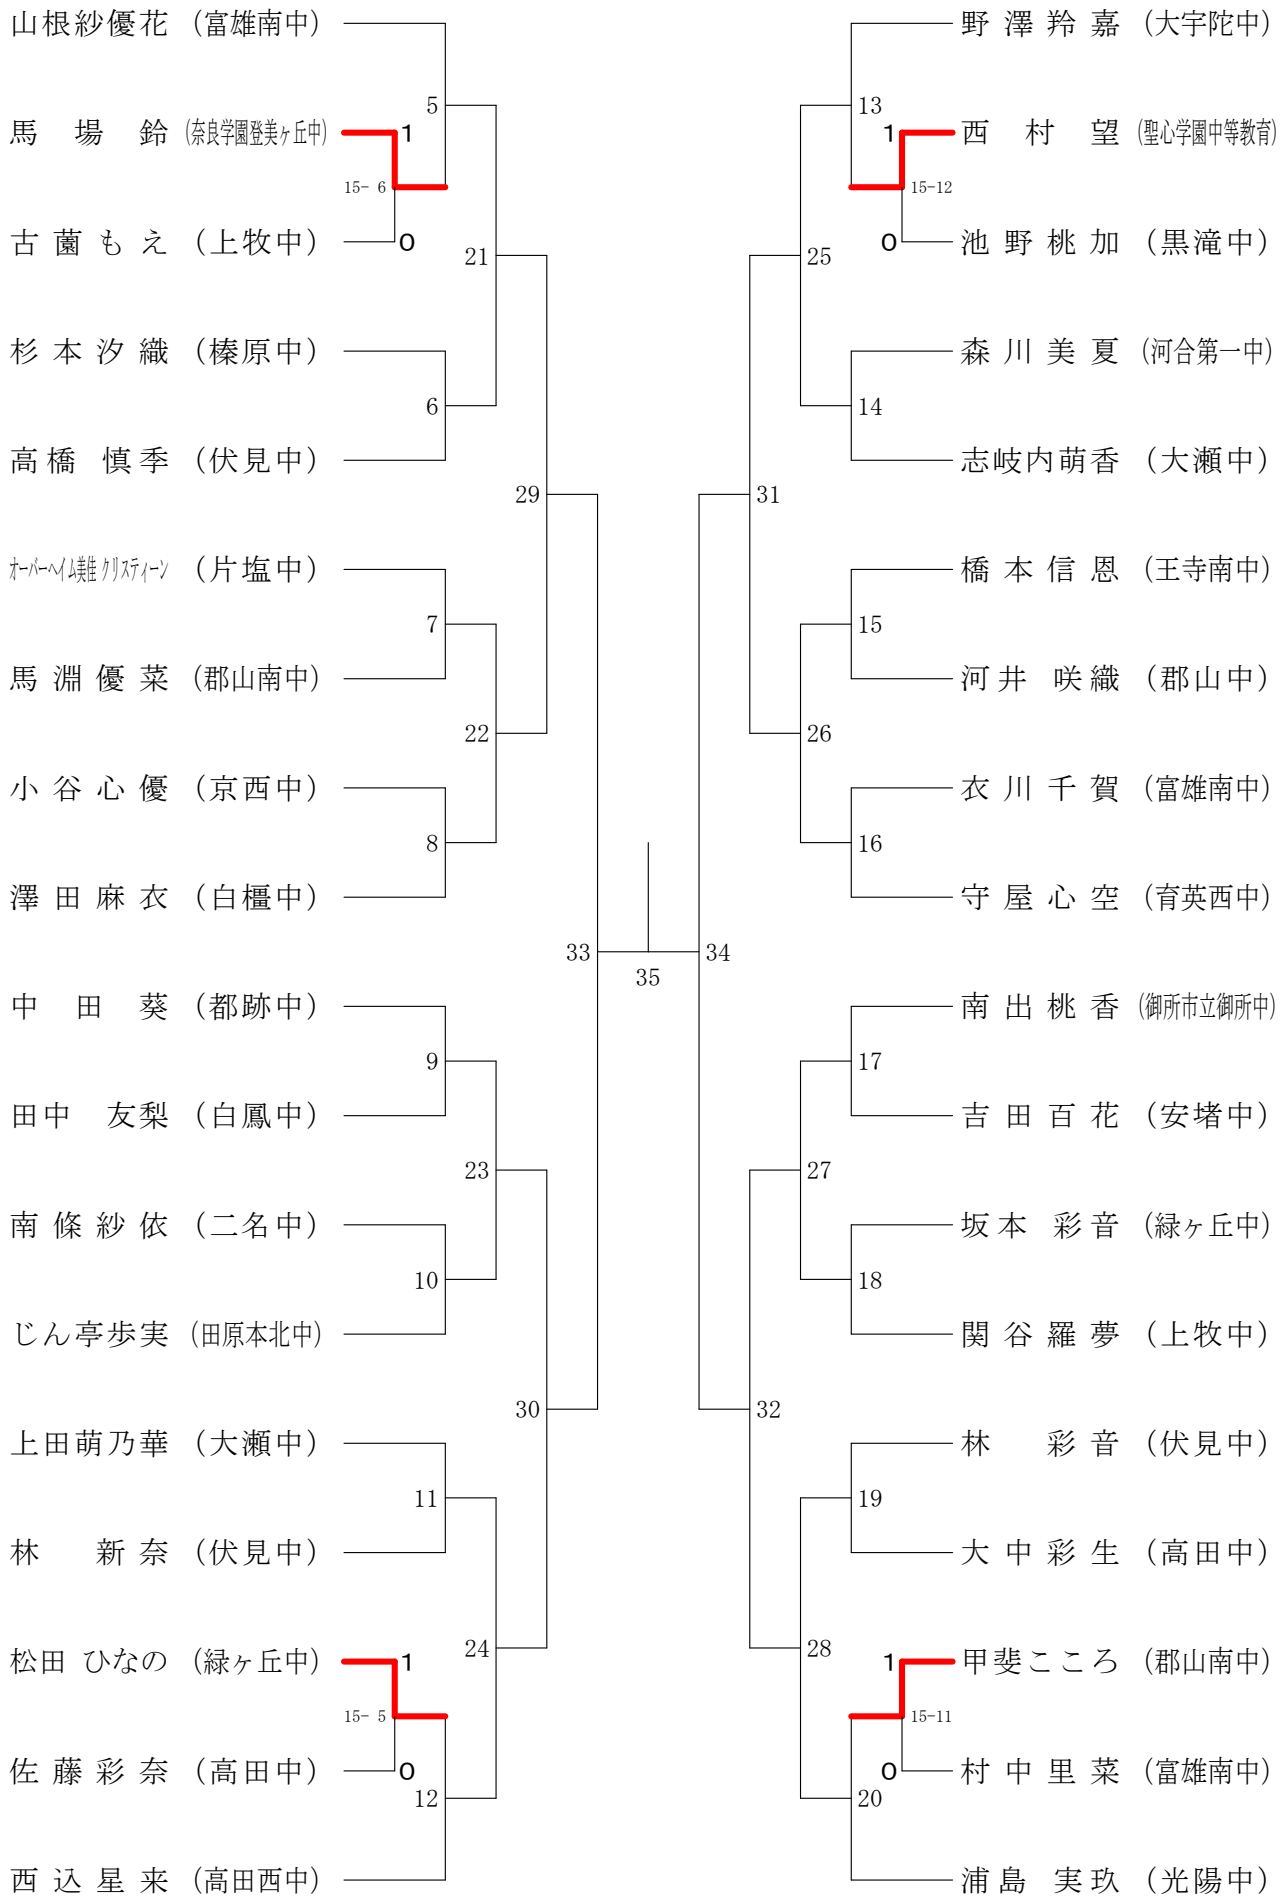 山根紗優花 (富雄南中)
5
馬場鈴 (奈良学園登美ヶ丘中) 1
15- 6
古薗もえ (上牧中) 0
21
杉本汐織 (榛原中)
6
高橋 慎季 (伏見中)
29
オーバーヘイム美佳 クリスティーン (片塩中)
7
馬淵優菜 (郡山南中)
22
小谷心優 (京西中)
8
澤田麻衣 (白橿中)
33
中田葵 (都跡中)
9
田中 友梨 (白鳳中)
23
南條紗依 (二名中)
10
じん亭歩実 (田原本北中)
30
上田萌乃華 (大瀬中)
11
林 新奈 (伏見中)
24
松田 ひなの (緑ヶ丘中) 1
15- 5
佐藤彩奈 (高田中) 0
12
西込星来 (高田西中)
35
野澤羚嘉 (大宇陀中)
13
1 西村望 (聖心学園中等教育)
15-12
0 池野桃加 (黒滝中)
25
森川美夏 (河合第一中)
14
志岐内萌香 (大瀬中)
31
橋本信恩 (王寺南中)
15
河井 咲織 (郡山中)
26
衣川千賀 (富雄南中)
16
守屋心空 (育英西中)
34
南出桃香 (御所市立御所中)
17
吉田百花 (安堵中)
27
坂本 彩音 (緑ヶ丘中)
18
関谷羅夢 (上牧中)
32
林 彩音 (伏見中)
19
大中彩生 (高田中)
28
1 甲斐こころ (郡山南中)
15-11
0 村中里菜 (富雄南中)
20
浦島 実玖 (光陽中)